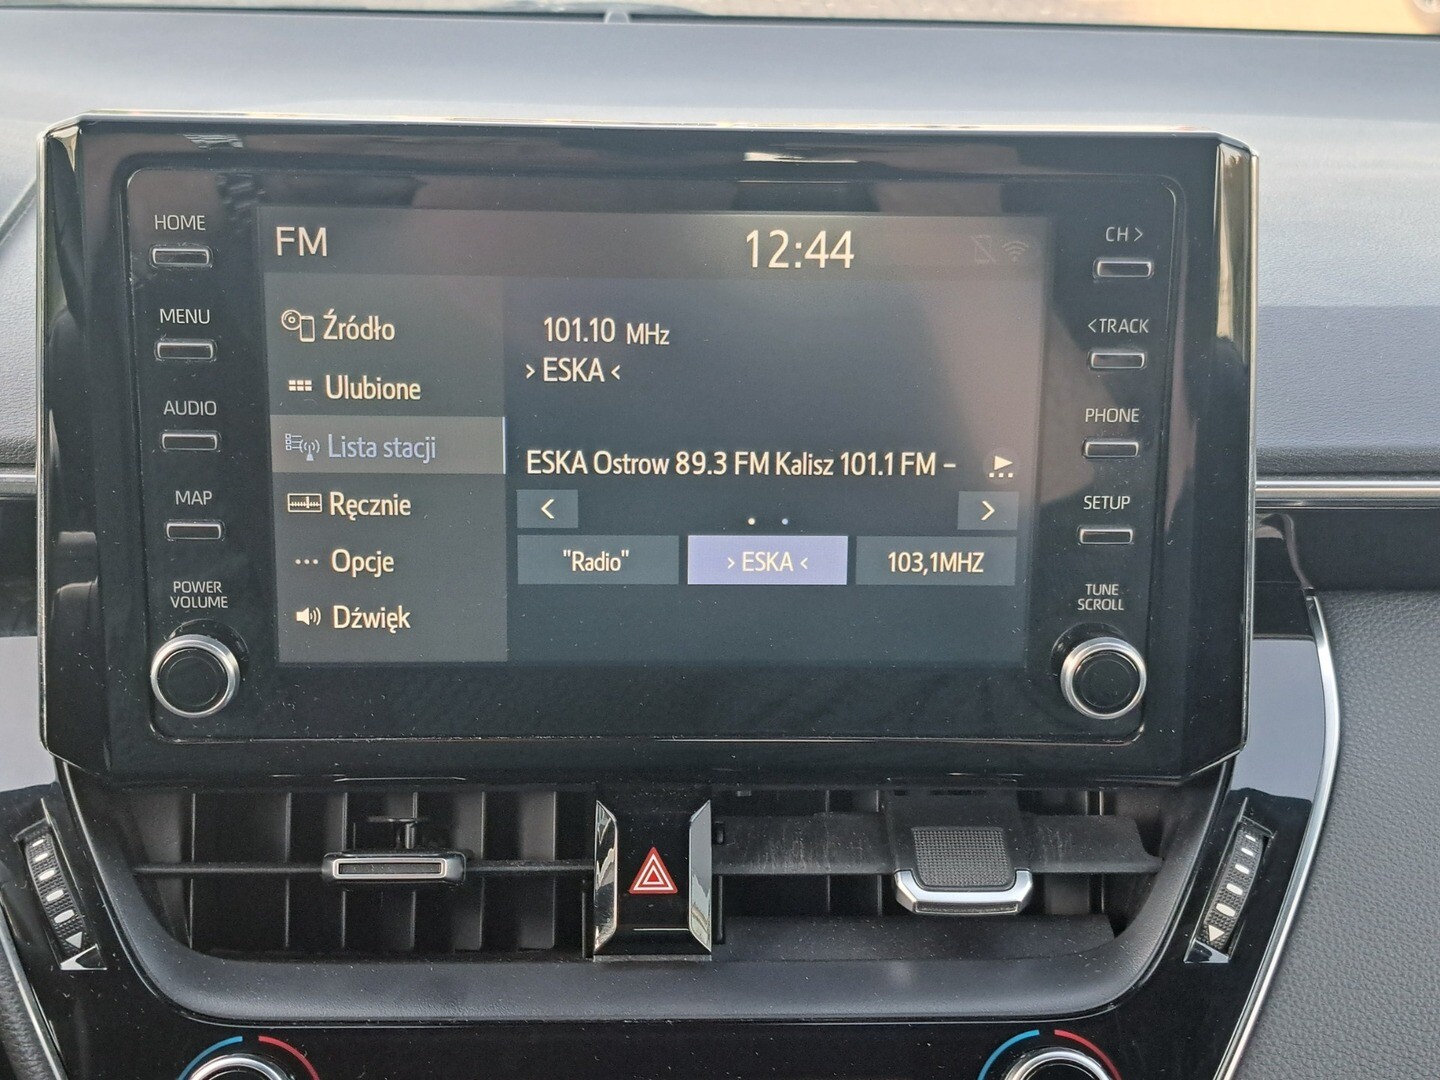 HOME
MENU
AUDIO
MAP
POWER
VOLUME
FM
12:44
Źródło
Ulubione
Lista stacji
Ręcznie
Opcje
Dźwięk
101.10 MHz
> ESKA <
ESKA Ostrow 89.3 FM Kalisz 101.1 FM –
"Radio"
> ESKA <
103,1MHZ
CH >
< TRACK
PHONE
SETUP
TUNE
SCROLL